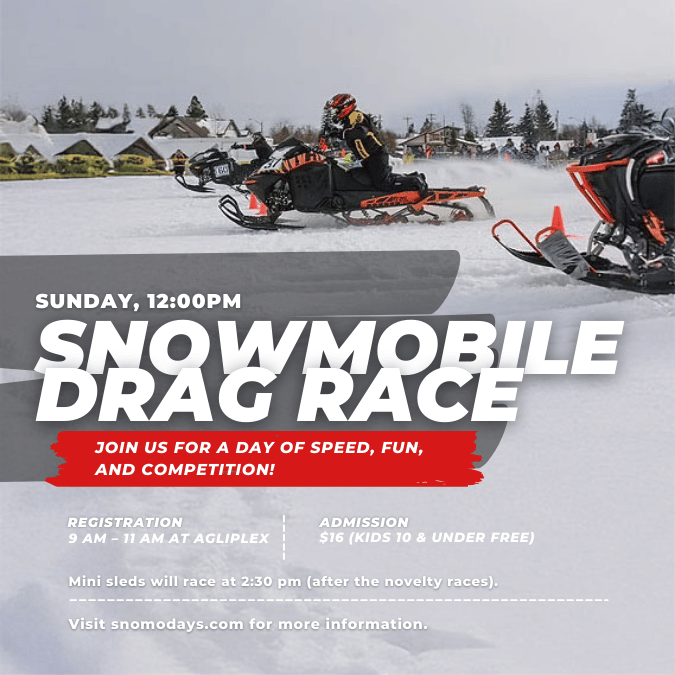 SUNDAY, 12:00PM
SNOWMOBILE
DRAG RACE
JOIN US FOR A DAY OF SPEED, FUN,
AND COMPETITION!
REGISTRATION
9 AM – 11 AM AT AGLIPLEX
ADMISSION
$16 (KIDS 10 & UNDER FREE)
Mini sleds will race at 2:30 pm (after the novelty races).
Visit snomodays.com for more information.